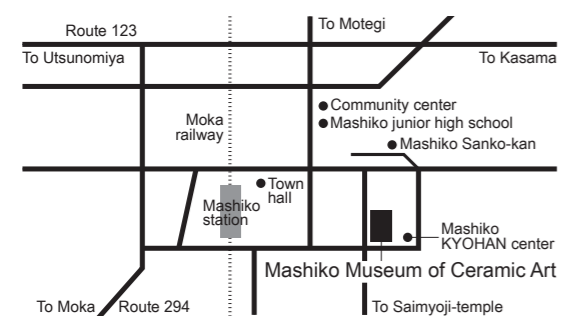 To Motegi
Route 123
To Utsunomiya
To Kasama
Community center
Moka
railway
Mashiko junior high school
Mashiko Sanko-kan
Town
hall
Mashiko
station
Mashiko
KYOHAN center
Mashiko Museum of Ceramic Art
To Moka
Route 294
To Saimyoji-temple